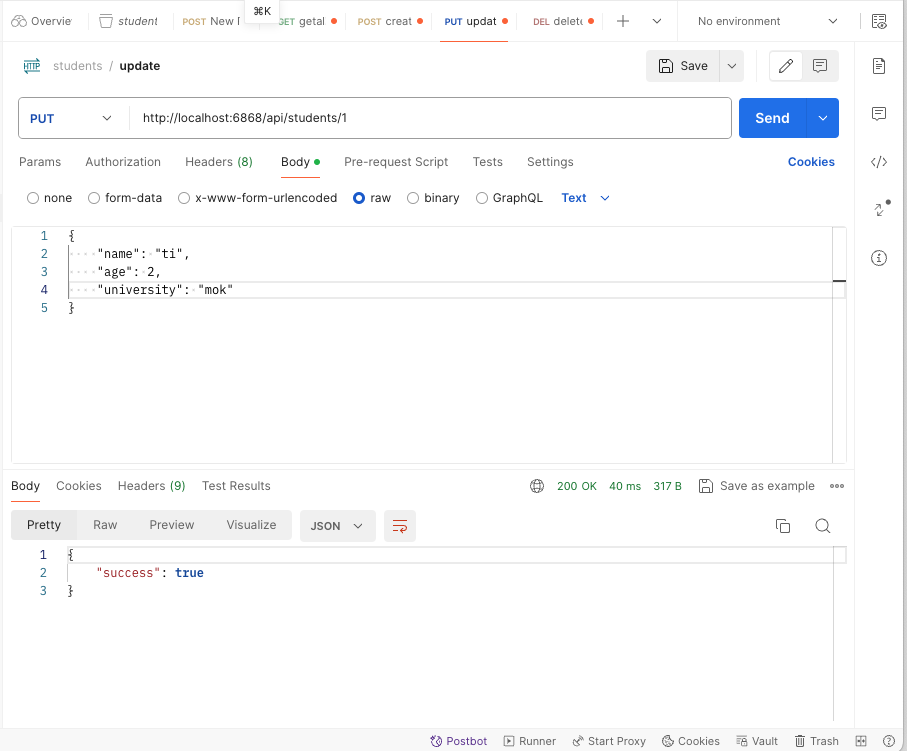 ⌘K
Overvie
student
POST New
GET getal
POST creat
PUT updat
DEL delete
No environment
HTTP students / update
Save
PUT http://localhost:6868/api/students/1 Send
Params Authorization Headers (8) Body Pre-request Script Tests Settings Cookies
none form-data x-www-form-urlencoded raw binary GraphQL Text
1 {
2 ····"name":·"ti",
3 ····"age":·2,
4 ····"university":·"mok"
5 }
Body Cookies Headers (9) Test Results 200 OK 40 ms 317 B Save as example
Pretty Raw Preview Visualize JSON
1 {
2 "success": true
3 }
Postbot Runner Start Proxy Cookies Vault Trash